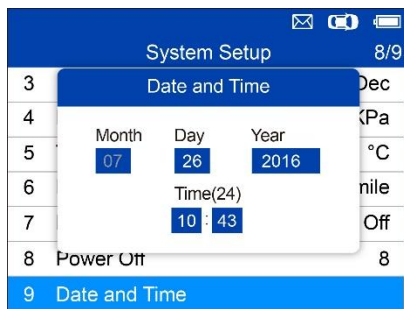 System Setup 8/9
3 Dec
Date and Time
4 KPa
Month Day Year
07 26 2016
5 °C
Time(24)
6 mile
10 : 43
7 Off
8 Power Off 8
9 Date and Time